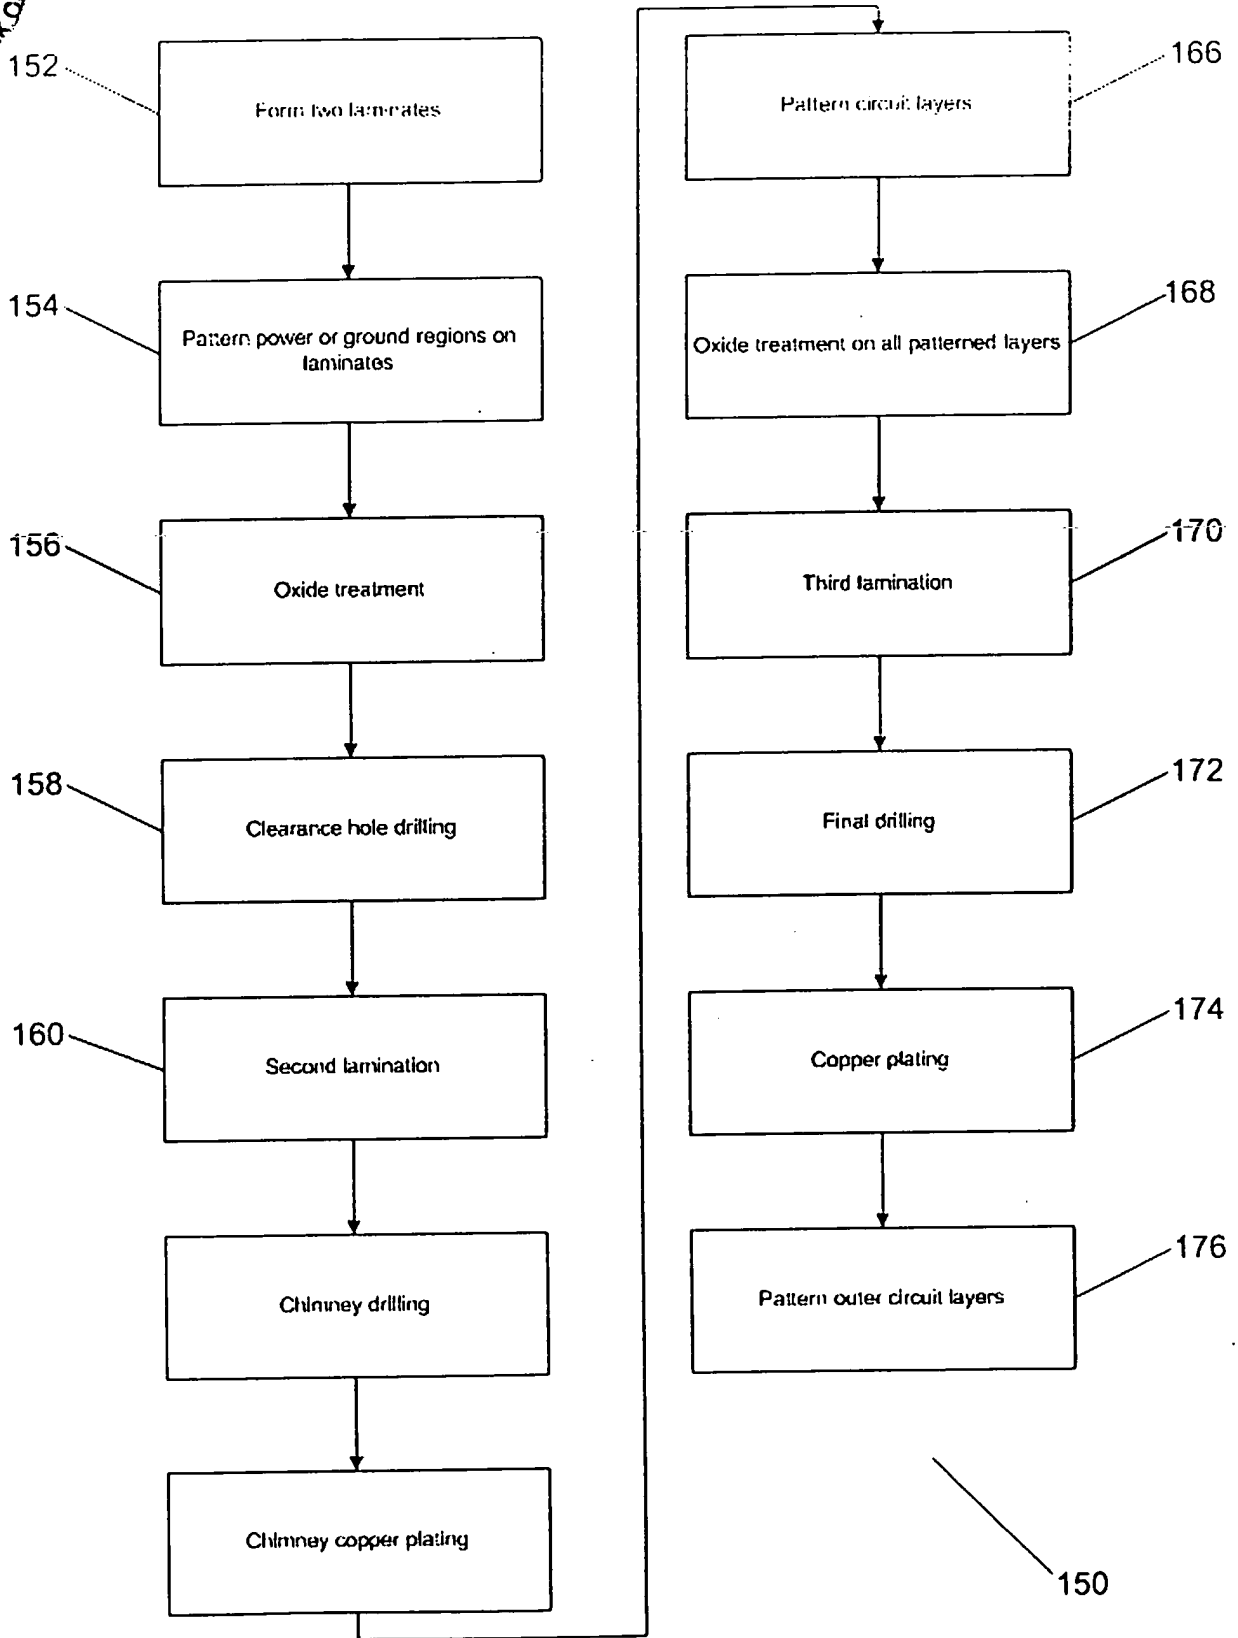 152
Form two laminates
154
Pattern power or ground regions on
laminates
156
Oxide treatment
158
Clearance hole drilling
160
Second lamination
Chimney drilling
Chimney copper plating
166
Pattern circuit layers
168
Oxide treatment on all patterned layers
170
Third lamination
172
Final drilling
174
Copper plating
176
Pattern outer circuit layers
150